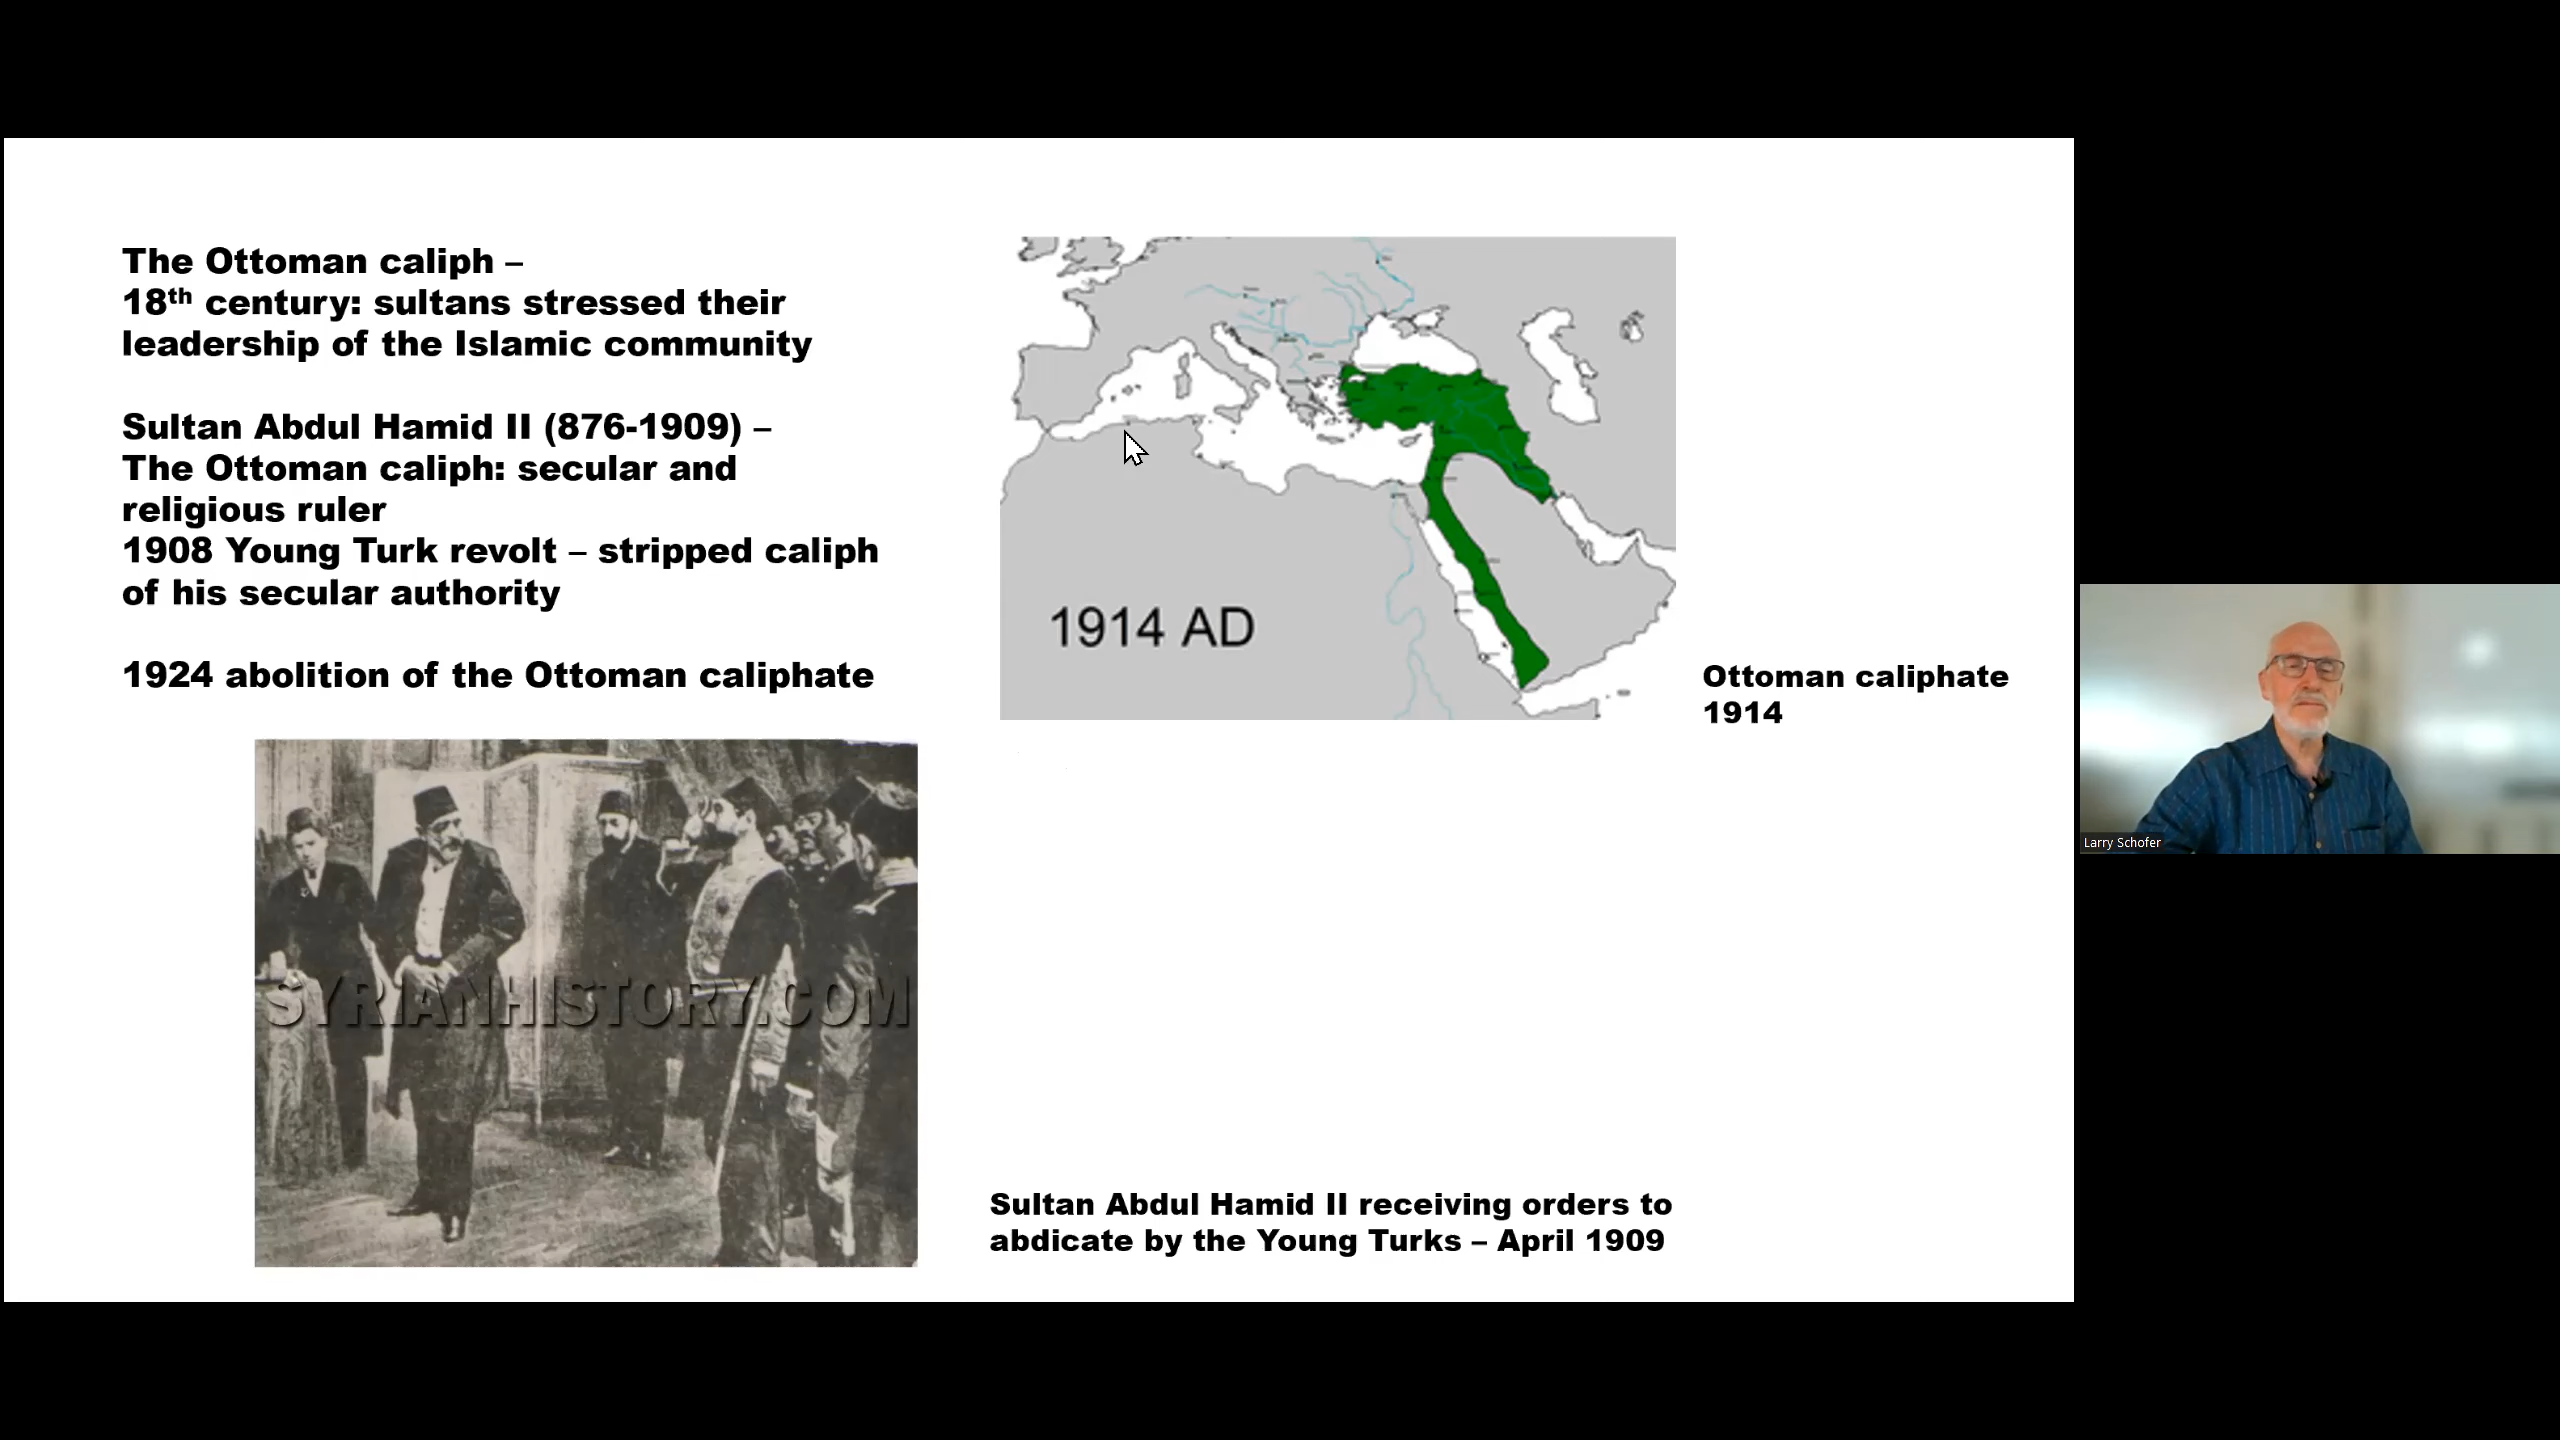 The Ottoman caliph –
18th century: sultans stressed their
leadership of the Islamic community
Sultan Abdul Hamid II (876-1909) –
The Ottoman caliph: secular and
religious ruler
1908 Young Turk revolt – stripped caliph
of his secular authority
1924 abolition of the Ottoman caliphate
1914 AD
Ottoman caliphate
1914
SYRIANHISTORY.COM
Sultan Abdul Hamid II receiving orders to
abdicate by the Young Turks – April 1909
Larry Schofer